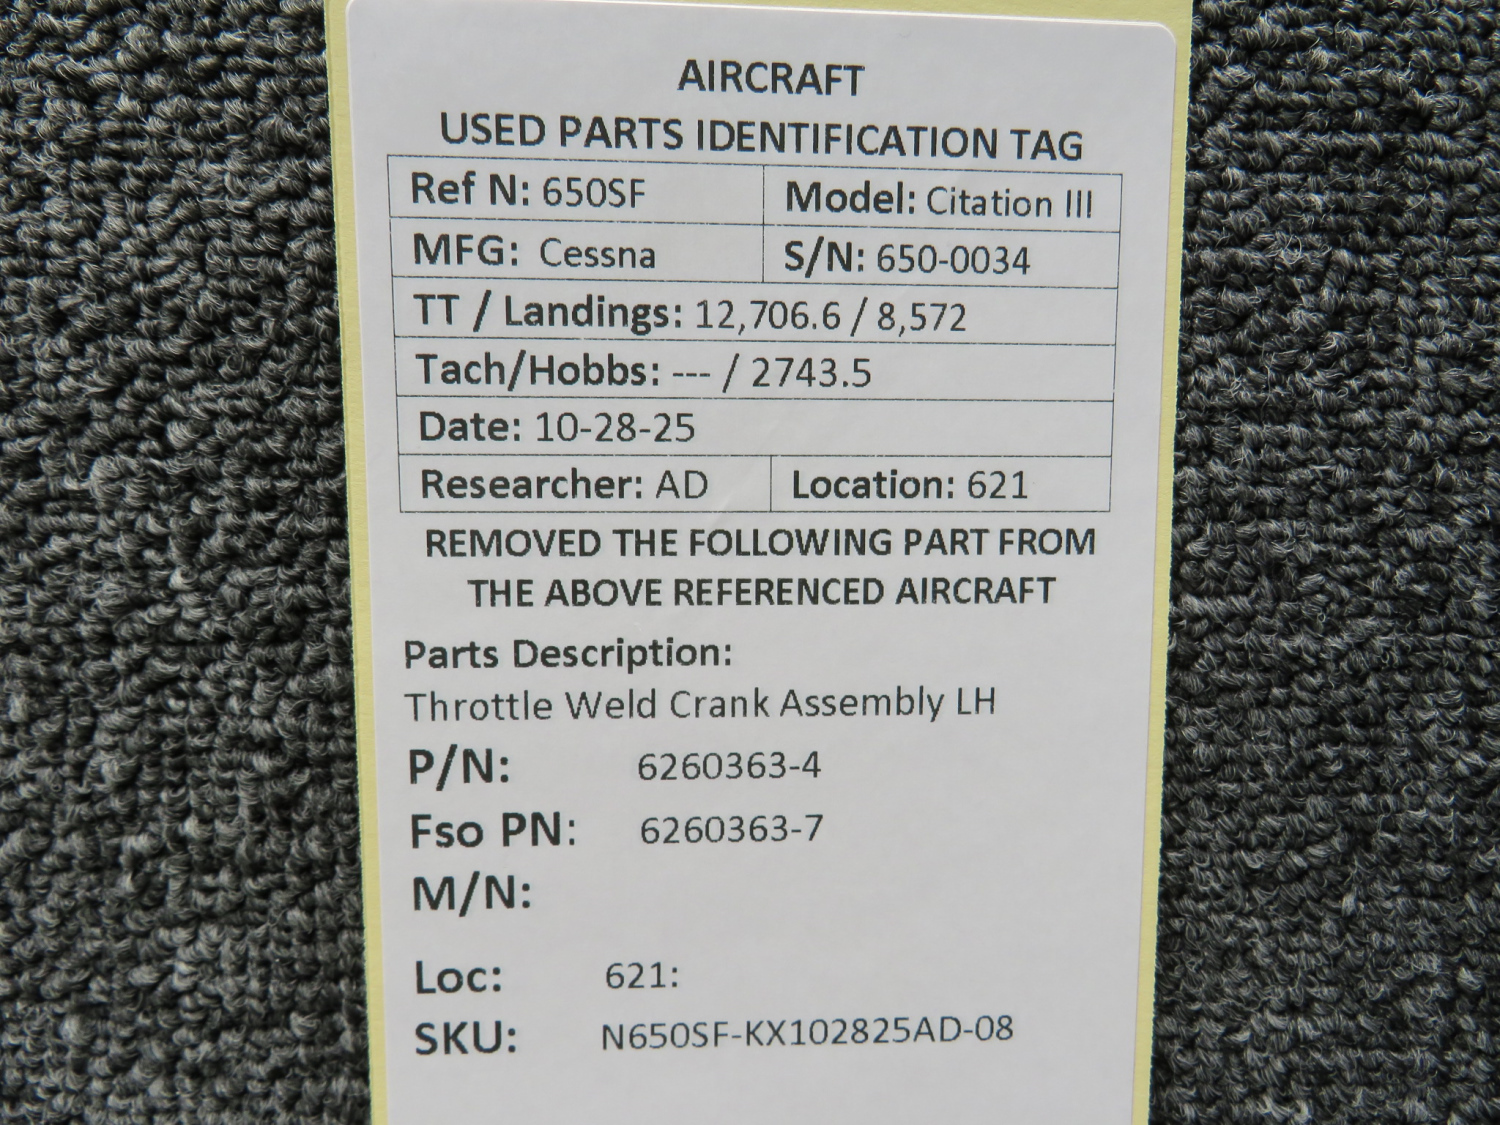 AIRCRAFT
USED PARTS IDENTIFICATION TAG
Ref N: 650SF Model: Citation III
MFG: Cessna S/N: 650-0034
TT / Landings: 12,706.6 / 8,572
Tach/Hobbs: --- / 2743.5
Date: 10-28-25
Researcher: AD Location: 621
REMOVED THE FOLLOWING PART FROM
THE ABOVE REFERENCED AIRCRAFT
Parts Description:
Throttle Weld Crank Assembly LH
P/N: 6260363-4
Fso PN: 6260363-7
M/N:
Loc: 621:
SKU: N650SF-KX102825AD-08